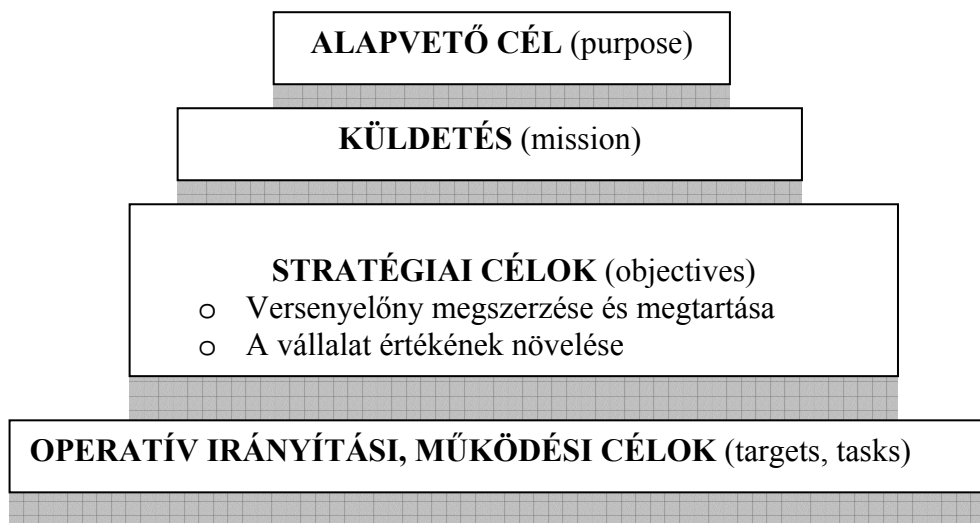 ALAPVETŐ CÉL (purpose)
KÜLDETÉS (mission)
STRATÉGIAI CÉLOK (objectives)
o Versenyelőny megszerzése és megtartása
o A vállalat értékének növelése
OPERATÍV IRÁNYÍTÁSI, MŰKÖDÉSI CÉLOK (targets, tasks)